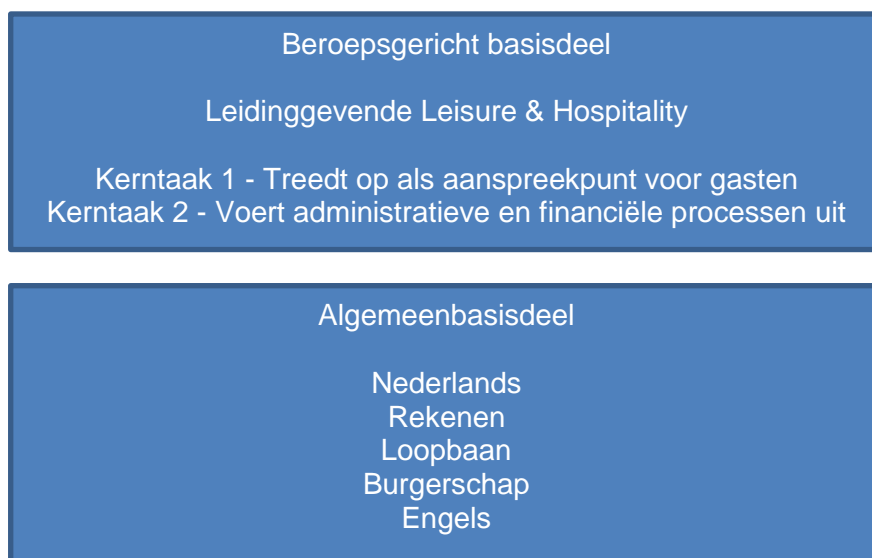 Beroepsgericht basisdeel
Leidinggevende Leisure & Hospitality
Kerntaak 1 - Treedt op als aanspreekpunt voor gasten
Kerntaak 2 - Voert administratieve en financiële processen uit
Algemeenbasisdeel
Nederlands
Rekenen
Loopbaan
Burgerschap
Engels